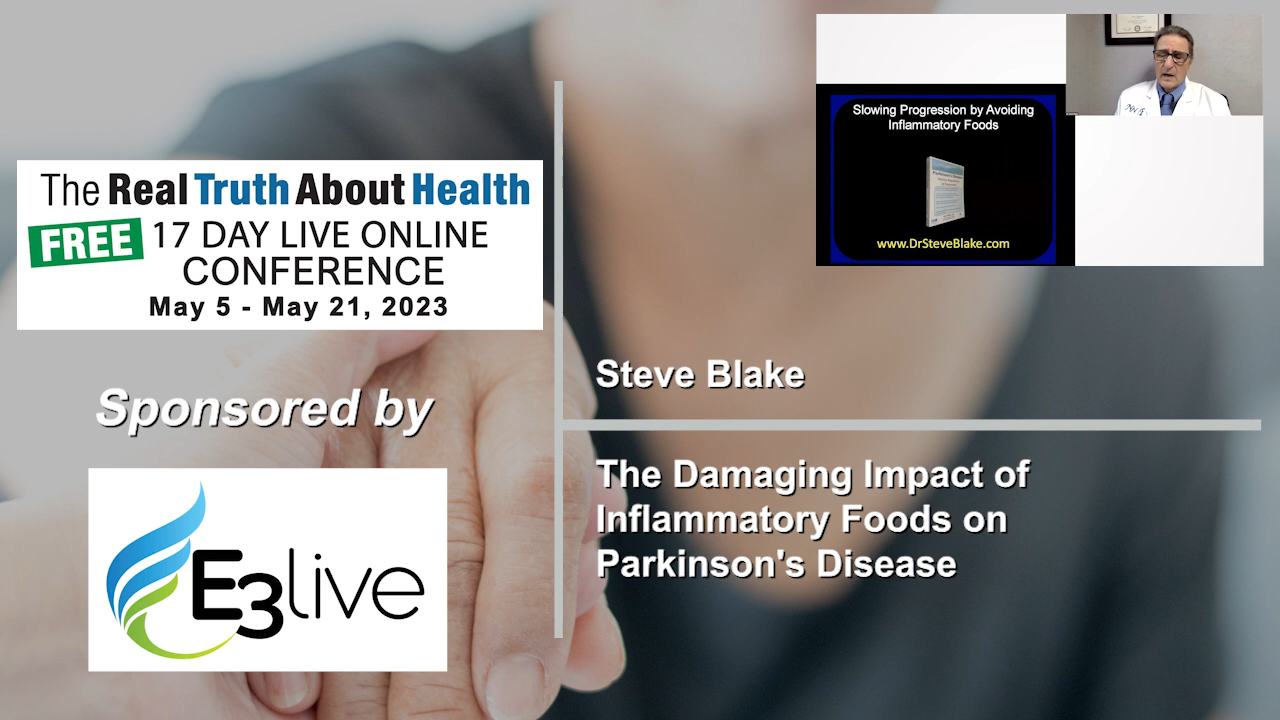 The Real Truth About Health
FREE 17 DAY LIVE ONLINE
CONFERENCE
May 5 - May 21, 2023
Sponsored by
E3live
Slowing Progression by Avoiding
Inflammatory Foods
Parkinson's Disease
www.DrSteveBlake.com
Steve Blake
The Damaging Impact of
Inflammatory Foods on
Parkinson's Disease